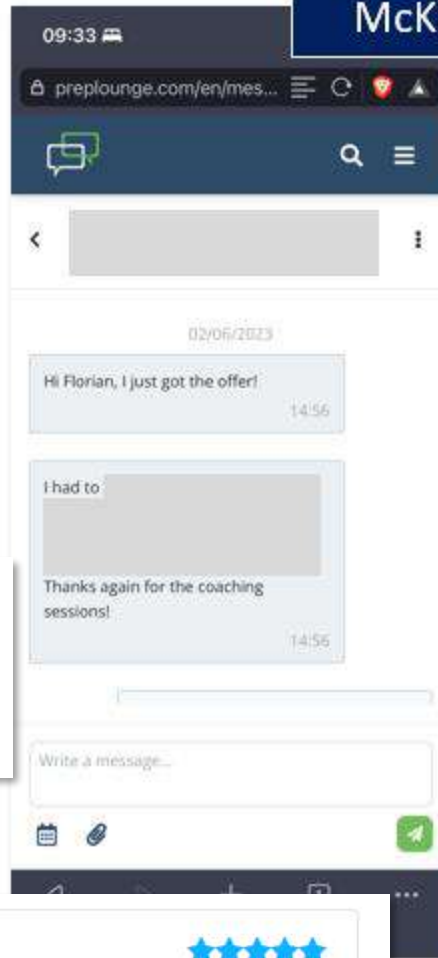 McK
09:33
preplounge.com/en/mes...
02/06/2023
Hi Florian, I just got the offer!
14:56
I had to
Thanks again for the coaching
sessions!
14:56
Write a message...